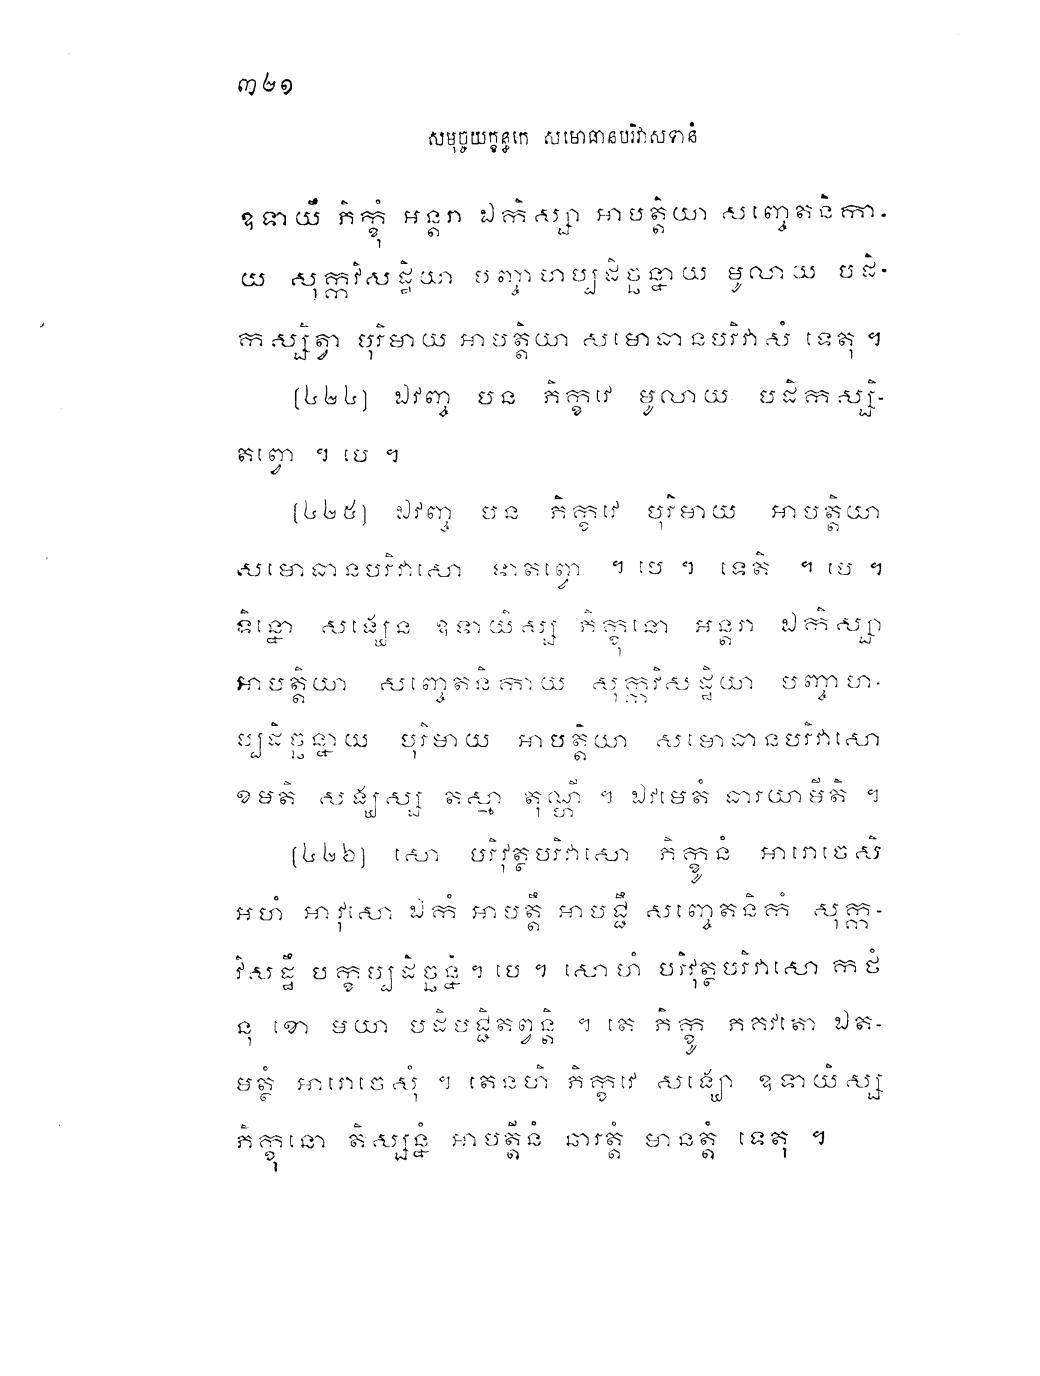 ៣២១
សមុច្ចយក្ខន្ធកេ សមោធានបរិវាសទានំ
ឧទាយឹ ភិក្ខុំ អន្តរា ឯកិស្សា អាបត្តិយា សញ្ចេតនិកា-
យ សុក្កវិសដ្ឋិយា បញ្ចាហប្បដិច្ឆន្នាយ មូលាយ បដិ-
កស្សិត្វា បុរិមាយ អាបត្តិយា សមោធានបរិវាសំ ទេតុ ។
(៤២៤) ឯវញ្ច បន ភិក្ខវេ មូលាយ បដិកស្សិ-
តព្វោ ។ បេ ។
(៤២៥) ឯវញ្ច បន ភិក្ខវេ បុរិមាយ អាបត្តិយា
សមោធានបរិវាសោ ទាតព្វោ ។ បេ ។ ទេតិ ។ បេ ។
ទិន្នោ សង្ឃេន ឧទាយិស្ស ភិក្ខុនោ អន្តរា ឯកិស្សា
អាបត្តិយា សញ្ចេតនិកាយ សុក្កវិសដ្ឋិយា បញ្ចាហ-
ប្បដិច្ឆន្នាយ បុរិមាយ អាបត្តិយា សមោធានបរិវាសោ
ខមតិ សង្ឃស្ស តស្មា តុណ្ហី ។ ឯវមេតំ ធារយាមីតិ ។
(៤២៦) សោ បរិវុត្ថបរិវាសោ ភិក្ខូនំ អារោចេសិ
អហំ អាវុសោ ឯកំ អាបត្តឹ អាបជ្ជឹ សញ្ចេតនិកំ សុក្ក-
វិសដ្ឋឹ បក្ខប្បដិច្ឆន្នំ ។ បេ ។ សោហំ បរិវុត្ថបរិវាសោ កថំ
នុ ខោ មយា បដិបជ្ជិតព្វន្តិ ។ តេ ភិក្ខូ ភគវតោ ឯត-
មត្ថំ អារោចេសុំ ។ តេនហិ ភិក្ខវេ សង្ឃោ ឧទាយិស្ស
ភិក្ខុនោ តិស្សន្នំ អាបត្តីនំ ឆារត្តំ មានត្តំ ទេតុ ។